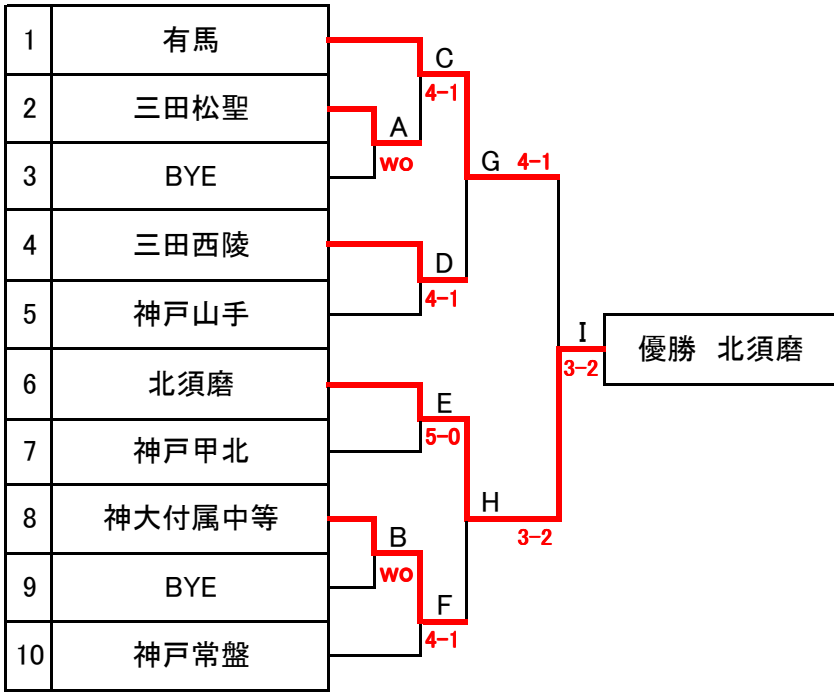 1 有馬
C
4-1
2 三田松聖
A
wo
3 BYE
G 4-1
4 三田西陵
D
4-1
5 神戸山手
I
3-2
優勝 北須磨
6 北須磨
E
5-0
7 神戸甲北
8 神大付属中等
H
3-2
B
wo
9 BYE
F
4-1
10 神戸常盤